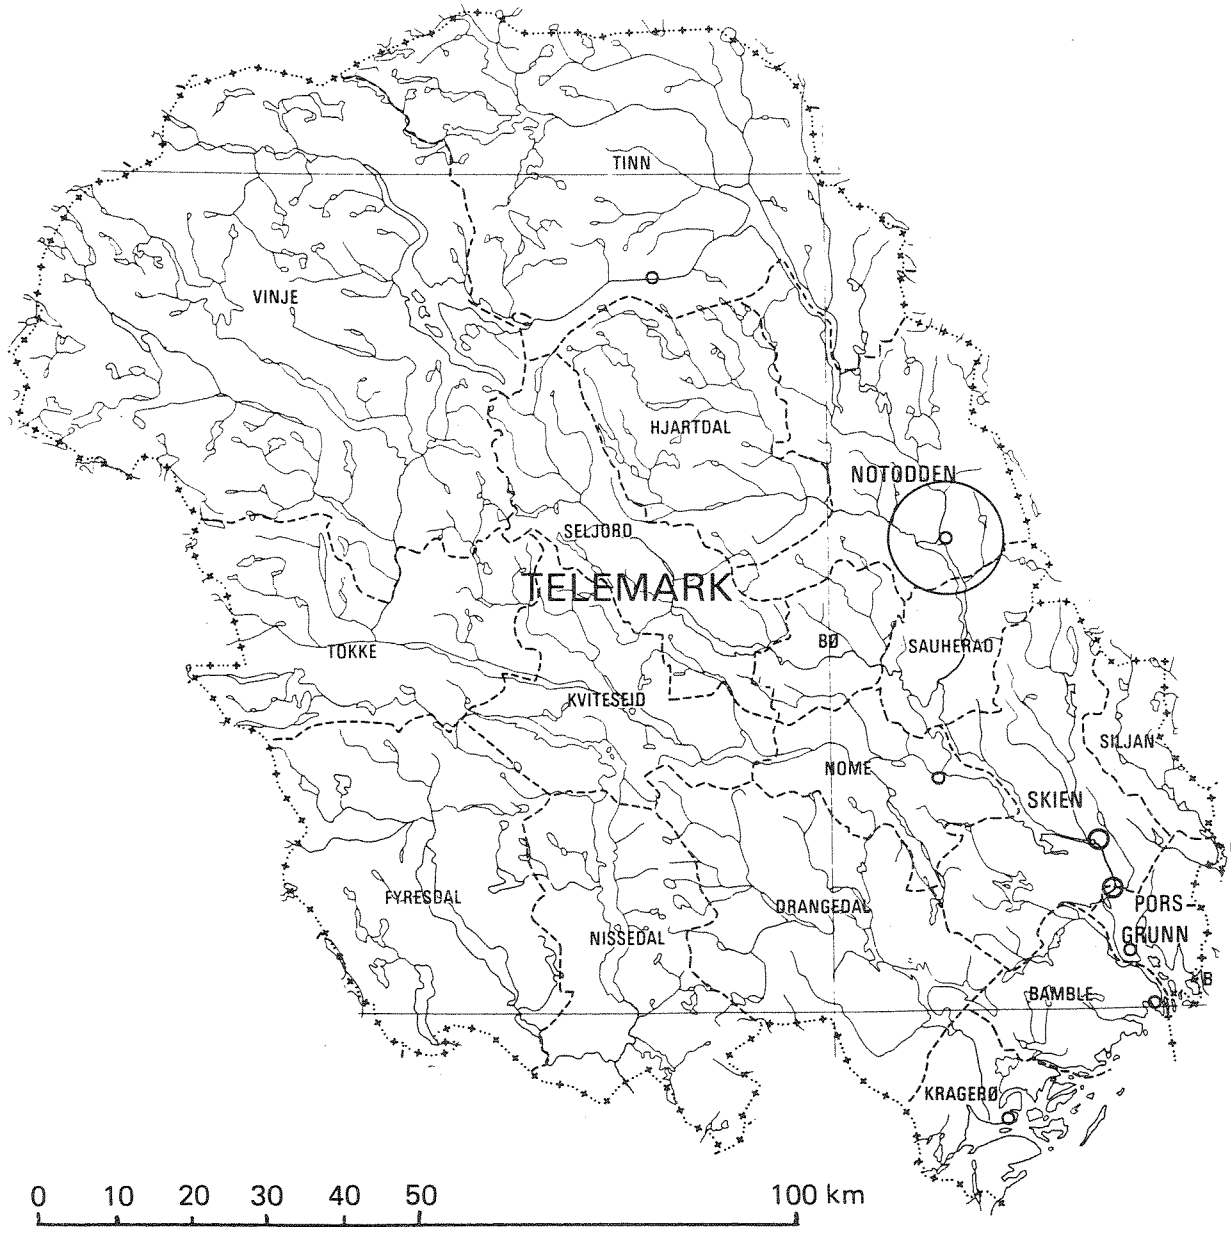 TINN
VINJE
HJARTDAL
NOTODDEN
SELJORD
TELEMARK
BØ
SAUHERAD
TOKKE
KVITESEID
SILJAN
NOME
SKIEN
FYRESDAL
DRANGEDAL
PORS-
GRUNN
NISSEDAL
B
BAMBLE
KRAGERØ
0 10 20 30 40 50 100 km